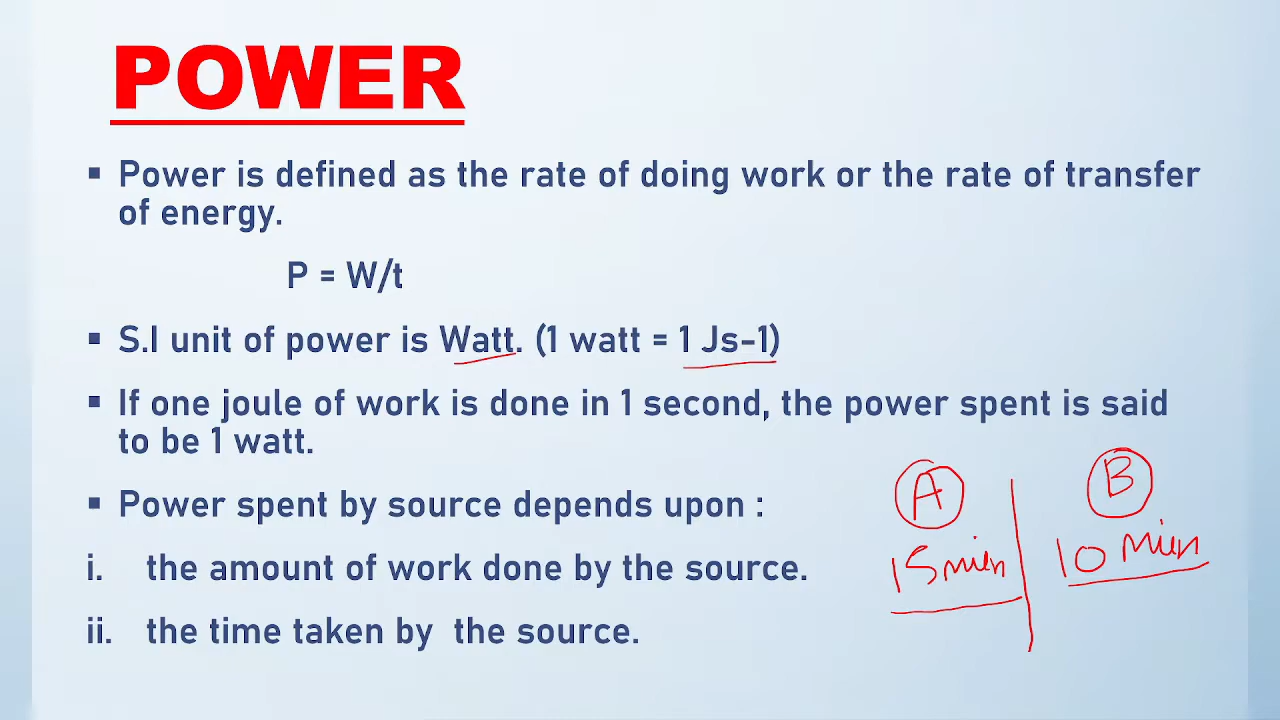 POWER
▪ Power is defined as the rate of doing work or the rate of transfer
of energy.
P = W/t
▪ S.I unit of power is Watt. (1 watt = 1 Js-1)
▪ If one joule of work is done in 1 second, the power spent is said
to be 1 watt.
▪ Power spent by source depends upon :
i. the amount of work done by the source.
ii. the time taken by the source.
A
15 min
B
10 min